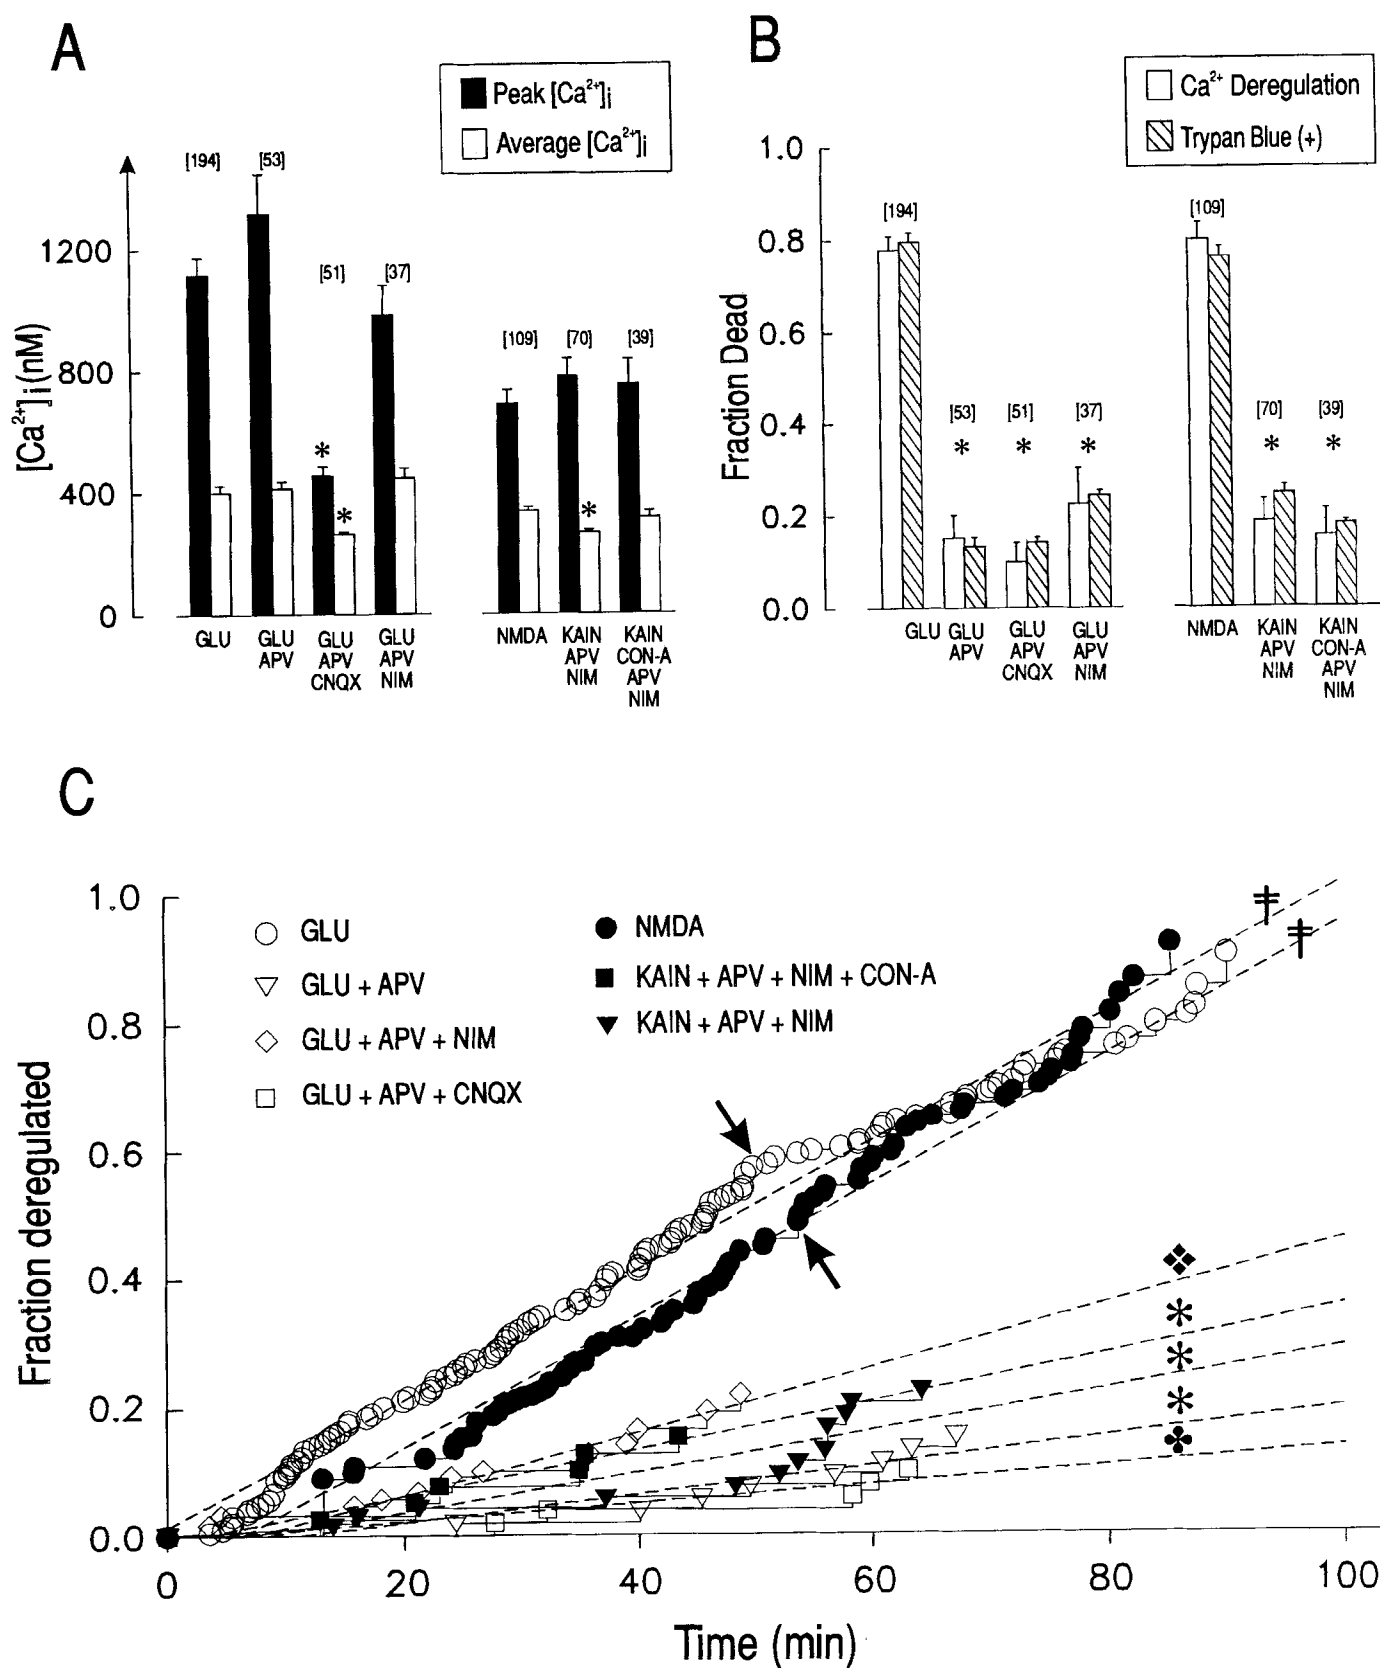 A
Peak [Ca²⁺]i
Average [Ca²⁺]i
[194]
[53]
[51]
[37]
[109]
[70]
[39]
1200
800
400
0
[Ca²⁺]i (nM)
*
*
*
GLU
GLU
APV
GLU
APV
CNQX
GLU
APV
NIM
NMDA
KAIN
APV
NIM
KAIN
CON-A
APV
NIM
B
Ca²⁺ Deregulation
Trypan Blue (+)
1.0
0.8
0.6
0.4
0.2
0.0
Fraction Dead
[194]
[53]
[51]
[37]
[109]
[70]
[39]
*
*
*
*
*
GLU
GLU
APV
GLU
APV
CNQX
GLU
APV
NIM
NMDA
KAIN
APV
NIM
KAIN
CON-A
APV
NIM
C
1.0
0.8
0.6
0.4
0.2
0.0
Fraction deregulated
GLU
GLU + APV
GLU + APV + NIM
GLU + APV + CNQX
NMDA
KAIN + APV + NIM + CON-A
KAIN + APV + NIM
‡
‡
❖
*
*
*
✤
0
20
40
60
80
100
Time (min)